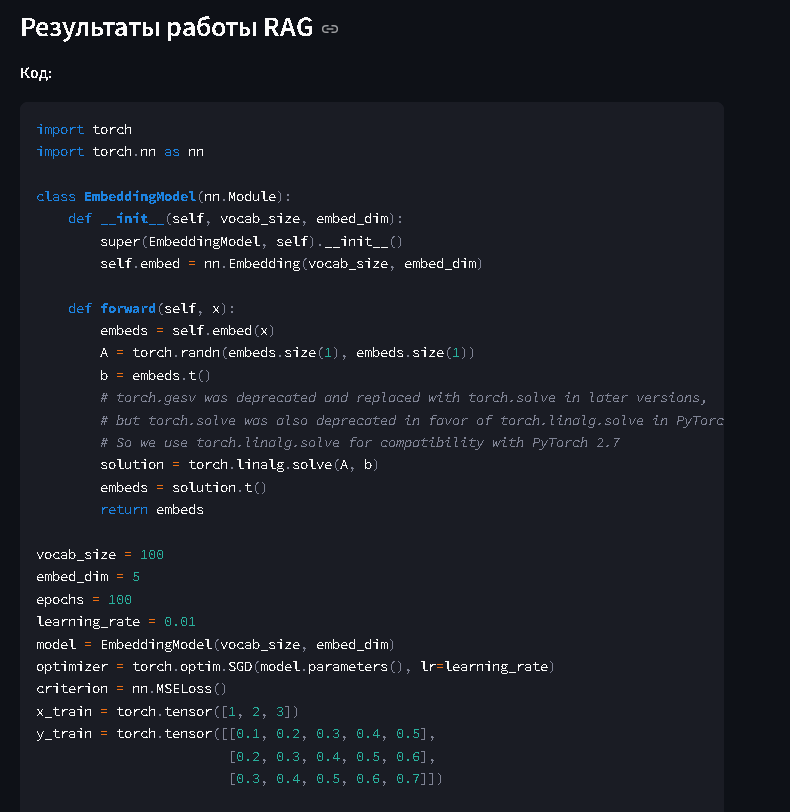 Результаты работы RAG
Код:
import torch
import torch.nn as nn
class EmbeddingModel(nn.Module):
    def __init__(self, vocab_size, embed_dim):
        super(EmbeddingModel, self).__init__()
        self.embed = nn.Embedding(vocab_size, embed_dim)
    def forward(self, x):
        embeds = self.embed(x)
        A = torch.randn(embeds.size(1), embeds.size(1))
        b = embeds.t()
        # torch.gesv was deprecated and replaced with torch.solve in later versions,
        # but torch.solve was also deprecated in favor of torch.linalg.solve in PyTorc
        # So we use torch.linalg.solve for compatibility with PyTorch 2.7
        solution = torch.linalg.solve(A, b)
        embeds = solution.t()
        return embeds
vocab_size = 100
embed_dim = 5
epochs = 100
learning_rate = 0.01
model = EmbeddingModel(vocab_size, embed_dim)
optimizer = torch.optim.SGD(model.parameters(), lr=learning_rate)
criterion = nn.MSELoss()
x_train = torch.tensor([1, 2, 3])
y_train = torch.tensor([[0.1, 0.2, 0.3, 0.4, 0.5],
                        [0.2, 0.3, 0.4, 0.5, 0.6],
                        [0.3, 0.4, 0.5, 0.6, 0.7]])